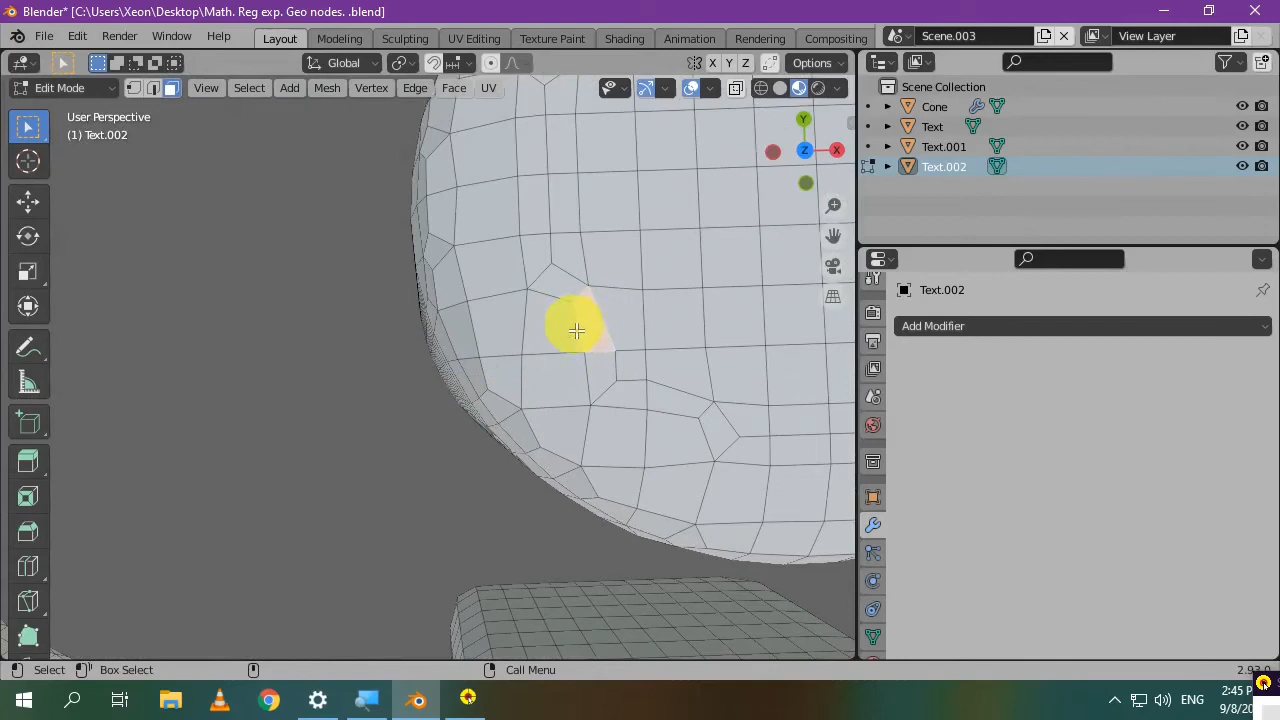 Blender* [C:\Users\Xeon\Desktop\Math. Reg exp. Geo nodes. .blend]
File Edit Render Window Help Layout Modeling Sculpting UV Editing Texture Paint Shading Animation Rendering Compositing Scene.003 View Layer
Global X Y Z Options
Edit Mode View Select Add Mesh Vertex Edge Face UV
User Perspective
(1) Text.002
Y
Z X
Scene Collection
Cone
Text
Text.001
Text.002
Text.002
Add Modifier
Select Box Select Call Menu 2.93.0
ENG
2:45 P
9/8/20